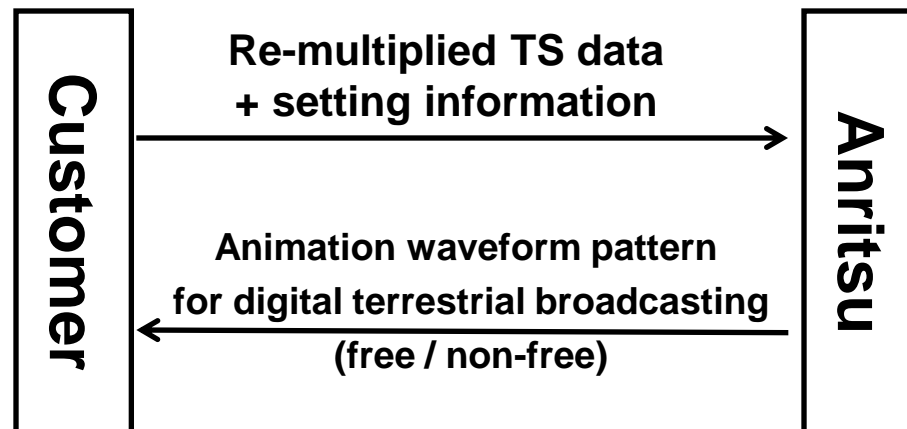 Customer
Re-multiplied TS data
+ setting information
Animation waveform pattern
for digital terrestrial broadcasting
(free / non-free)
Anritsu